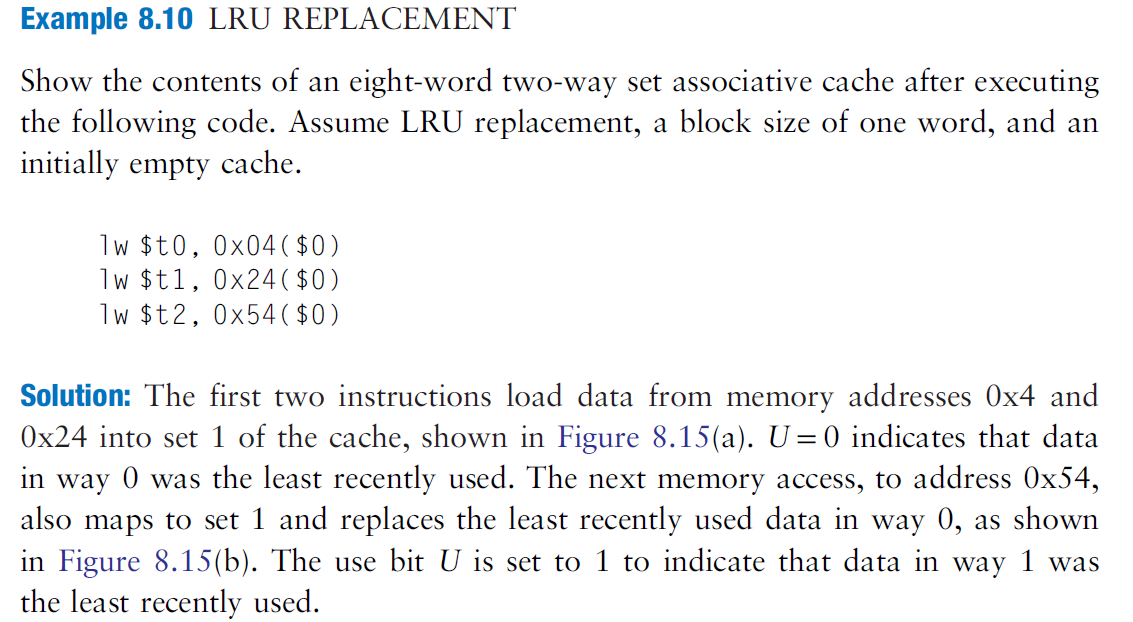 Example 8.10 LRU REPLACEMENT
Show the contents of an eight-word two-way set associative cache after executing
the following code. Assume LRU replacement, a block size of one word, and an
initially empty cache.
lw $t0, 0x04($0)
lw $t1, 0x24($0)
lw $t2, 0x54($0)
Solution: The first two instructions load data from memory addresses 0x4 and
0x24 into set 1 of the cache, shown in Figure 8.15(a). U = 0 indicates that data
in way 0 was the least recently used. The next memory access, to address 0x54,
also maps to set 1 and replaces the least recently used data in way 0, as shown
in Figure 8.15(b). The use bit U is set to 1 to indicate that data in way 1 was
the least recently used.